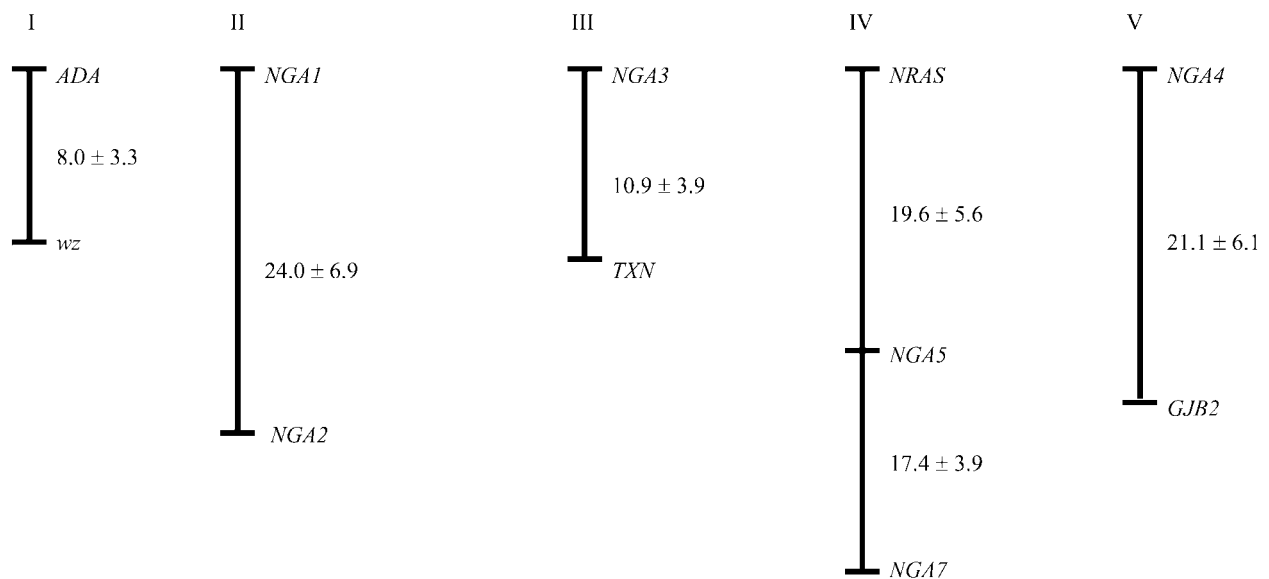 I II III IV V
ADA NGA1 NGA3 NRAS NGA4
8.0 ± 3.3
10.9 ± 3.9
19.6 ± 5.6
wz
21.1 ± 6.1
24.0 ± 6.9
TXN
NGA5
GJB2
NGA2
17.4 ± 3.9
NGA7